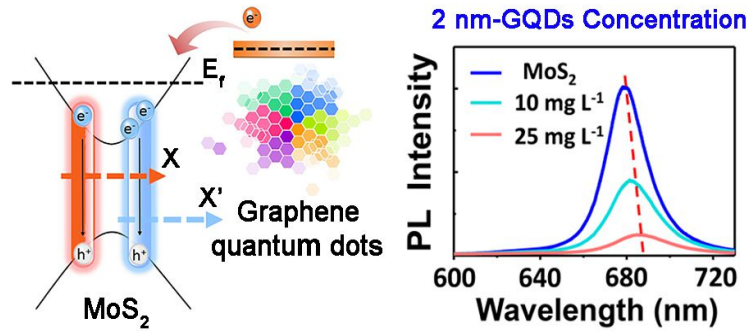 e-
E_f
e- e- e-
X
X'
Graphene
quantum dots
h+ h+
MoS₂
2 nm-GQDs Concentration
PL Intensity
MoS₂
10 mg L⁻¹
25 mg L⁻¹
600 640 680 720
Wavelength (nm)